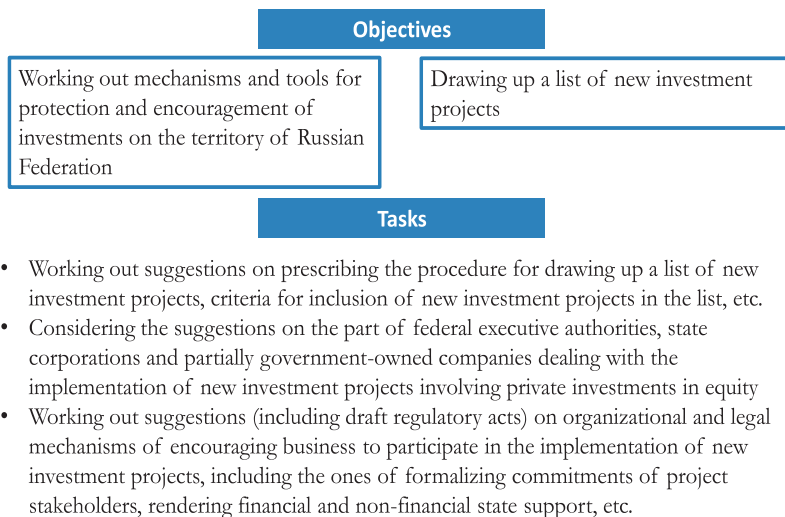 Objectives
Working out mechanisms and tools for
protection and encouragement of
investments on the territory of Russian
Federation
Drawing up a list of new investment
projects
Tasks
• Working out suggestions on prescribing the procedure for drawing up a list of new
investment projects, criteria for inclusion of new investment projects in the list, etc.
• Considering the suggestions on the part of federal executive authorities, state
corporations and partially government-owned companies dealing with the
implementation of new investment projects involving private investments in equity
• Working out suggestions (including draft regulatory acts) on organizational and legal
mechanisms of encouraging business to participate in the implementation of new
investment projects, including the ones of formalizing commitments of project
stakeholders, rendering financial and non-financial state support, etc.